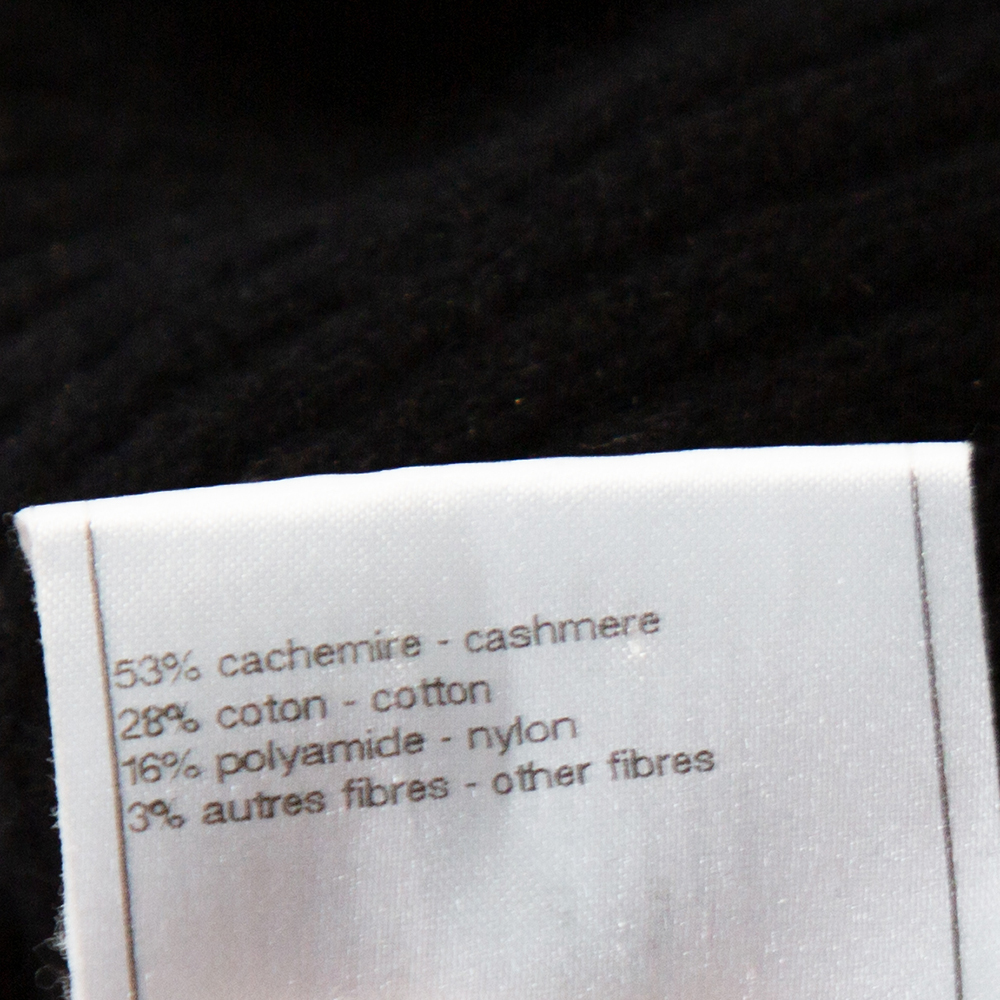 53% cachemire - cashmere
28% coton - cotton
16% polyamide - nylon
3% autres fibres - other fibres